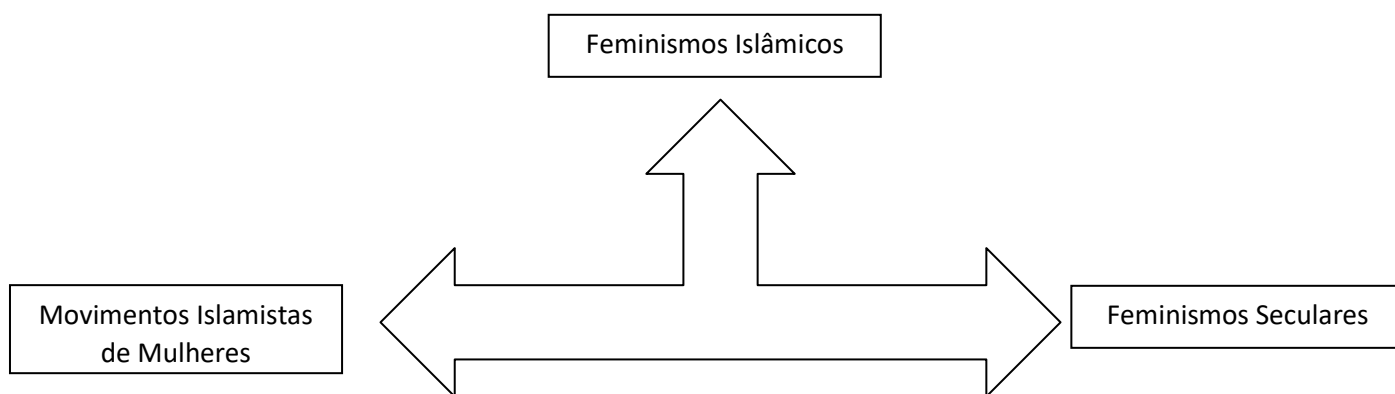 Feminismos Islâmicos
Movimentos Islamistas
de Mulheres
Feminismos Seculares